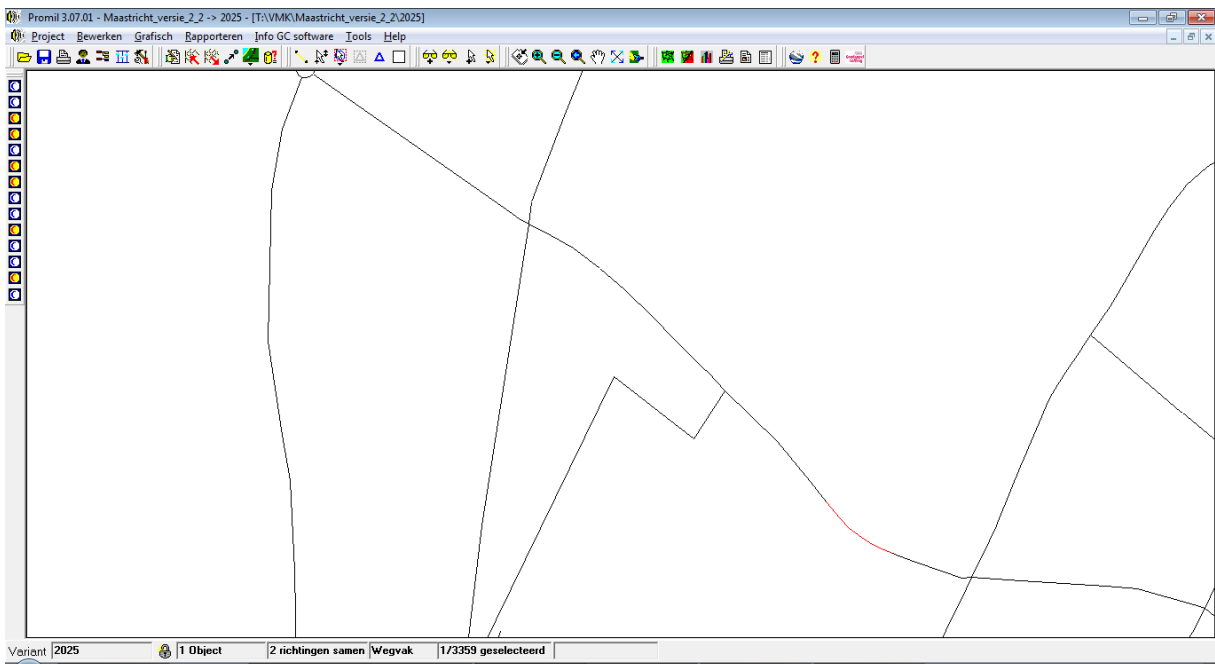 Promil 3.07.01 - Maastricht_versie_2_2 -> 2025 - [T:\VMK\Maastricht_versie_2_2\2025]
Project Bewerken Grafisch Rapporteren Info GC software Tools Help
Variant 2025 1 Object 2 richtingen samen Wegvak 1/3359 geselecteerd